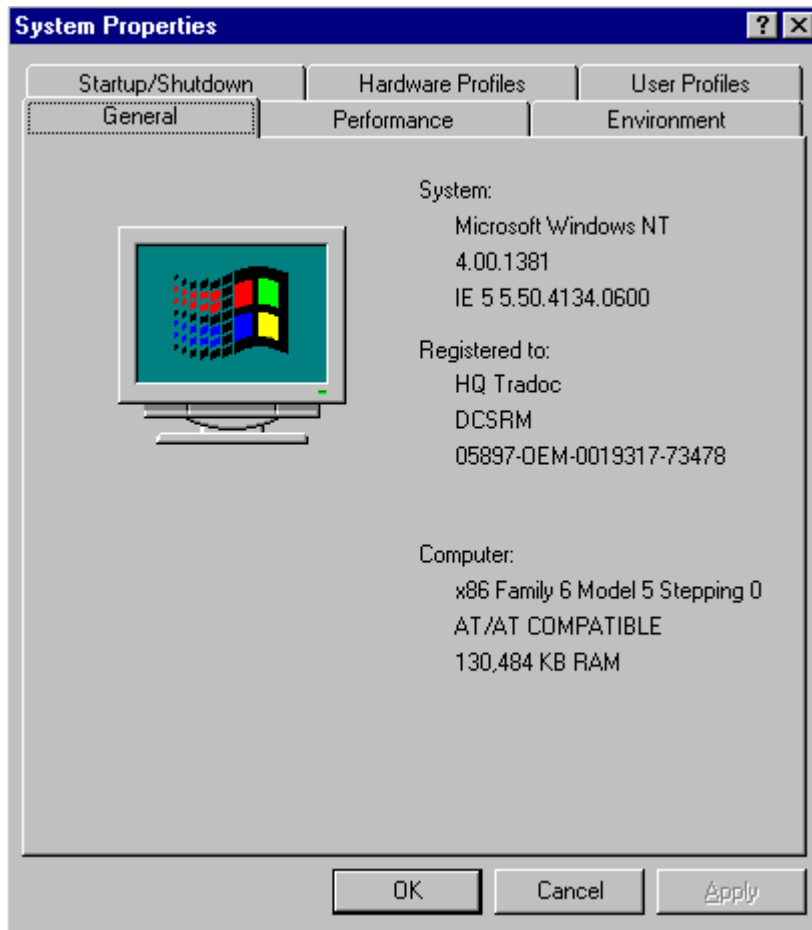 System Properties
Startup/Shutdown Hardware Profiles User Profiles
General Performance Environment
System:
Microsoft Windows NT
4.00.1381
IE 5 5.50.4134.0600
Registered to:
HQ Tradoc
DCSRM
05897-OEM-0019317-73478
Computer:
x86 Family 6 Model 5 Stepping 0
AT/AT COMPATIBLE
130,484 KB RAM
OK Cancel Apply